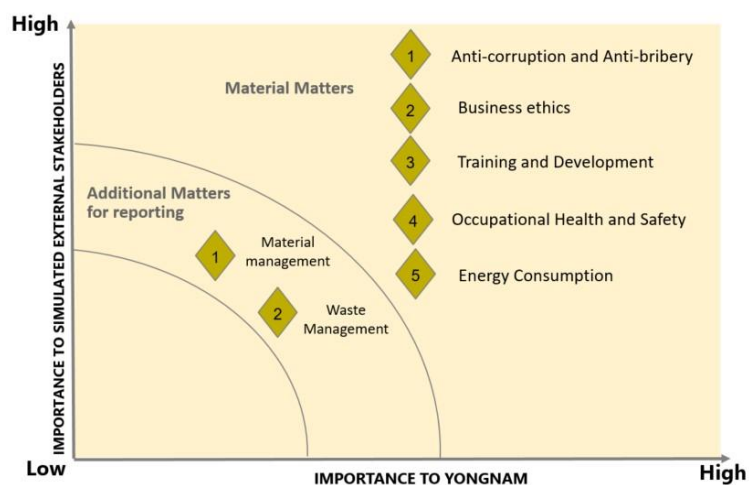 High
IMPORTANCE TO SIMULATED EXTERNAL STAKEHOLDERS
Material Matters
1 Anti-corruption and Anti-bribery
2 Business ethics
3 Training and Development
4 Occupational Health and Safety
5 Energy Consumption
Additional Matters
for reporting
1 Material
management
2 Waste
Management
Low
IMPORTANCE TO YONGNAM
High